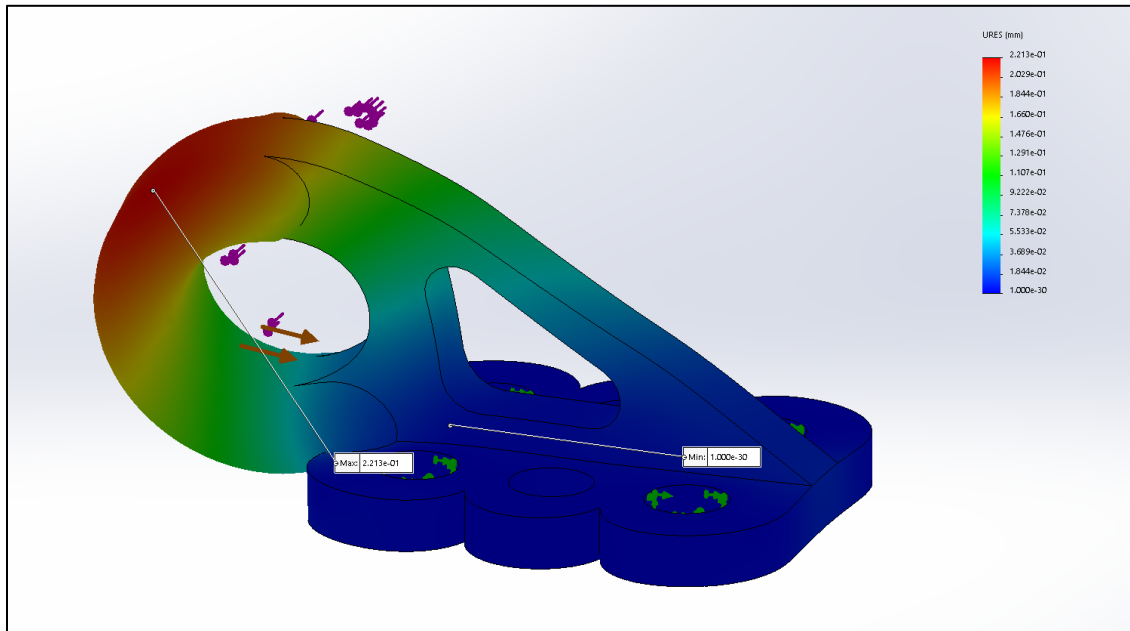 URES (mm)
2.213e-01
2.029e-01
1.844e-01
1.660e-01
1.476e-01
1.291e-01
1.107e-01
9.222e-02
7.378e-02
5.533e-02
3.689e-02
1.844e-02
1.000e-30
Max: 2.213e-01
Min: 1.000e-30